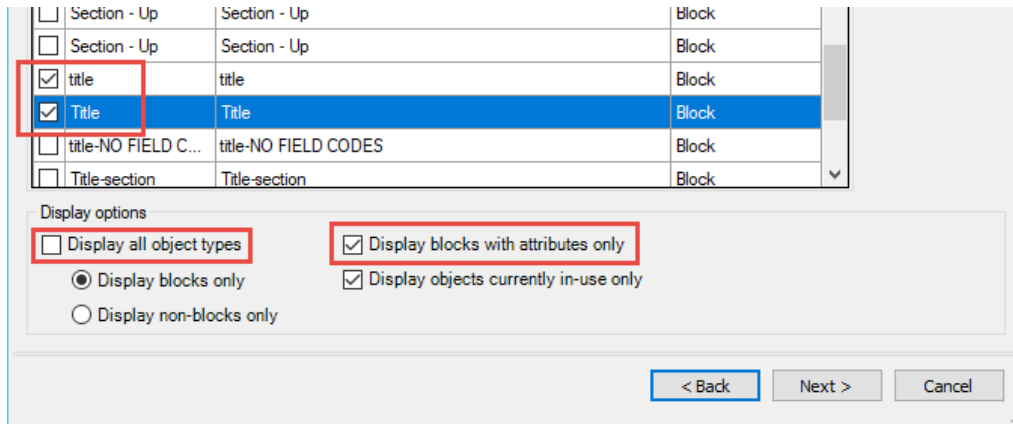 Section - Up Section - Up Block
Section - Up Section - Up Block
title title Block
Title Title Block
title-NO FIELD C... title-NO FIELD CODES Block
Title-section Title-section Block
Display options
Display all object types Display blocks with attributes only
Display blocks only Display objects currently in-use only
Display non-blocks only
< Back Next > Cancel